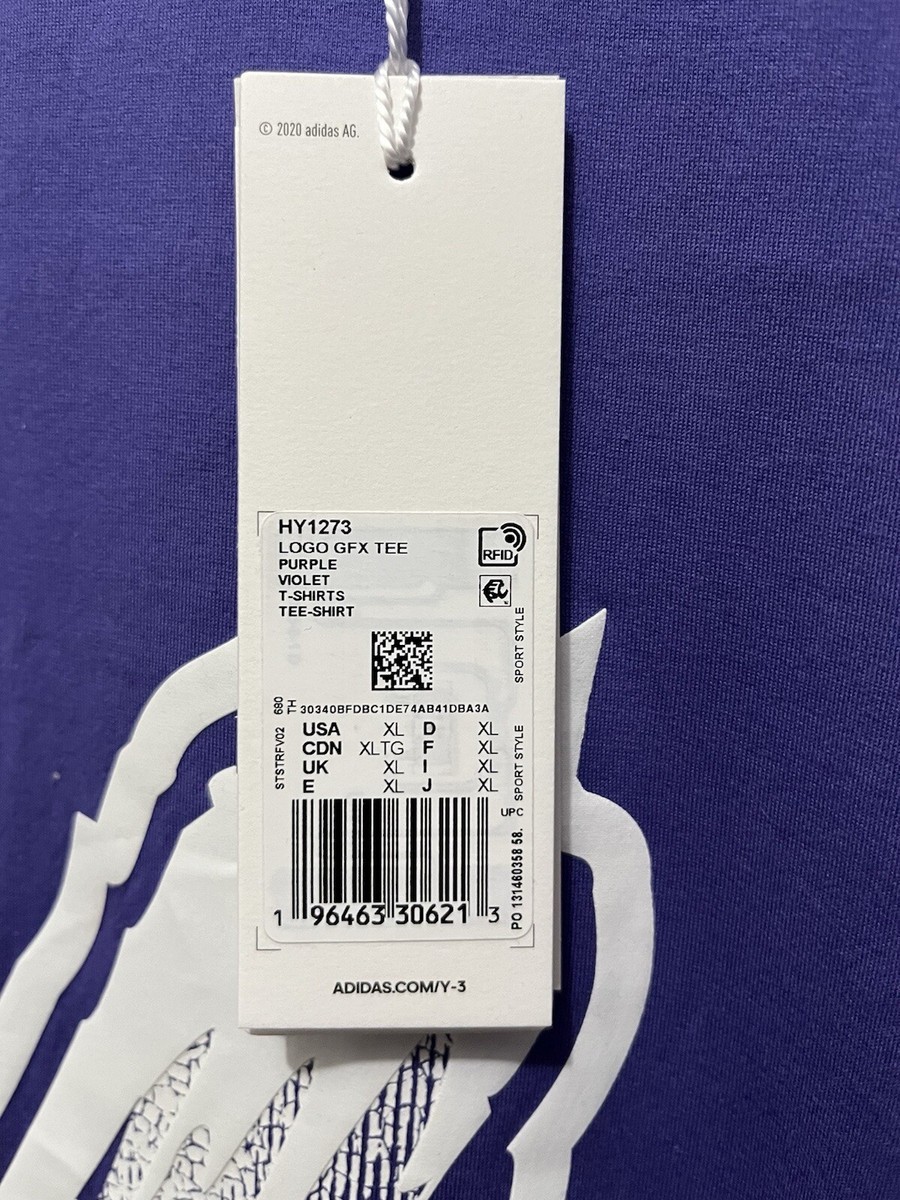 © 2020 adidas AG.
HY1273
LOGO GFX TEE
PURPLE
VIOLET
T-SHIRTS
TEE-SHIRT
RFID
SPORT STYLE
680
TH
30340BFDBC1DE74AB41DBA3A
STSTRFV02
USA XL D XL
CDN XLTG F XL
UK XL I XL
E XL J XL
SPORT STYLE
UPC
PO 131460358 58.
1 96463 30621 3
ADIDAS.COM/Y-3